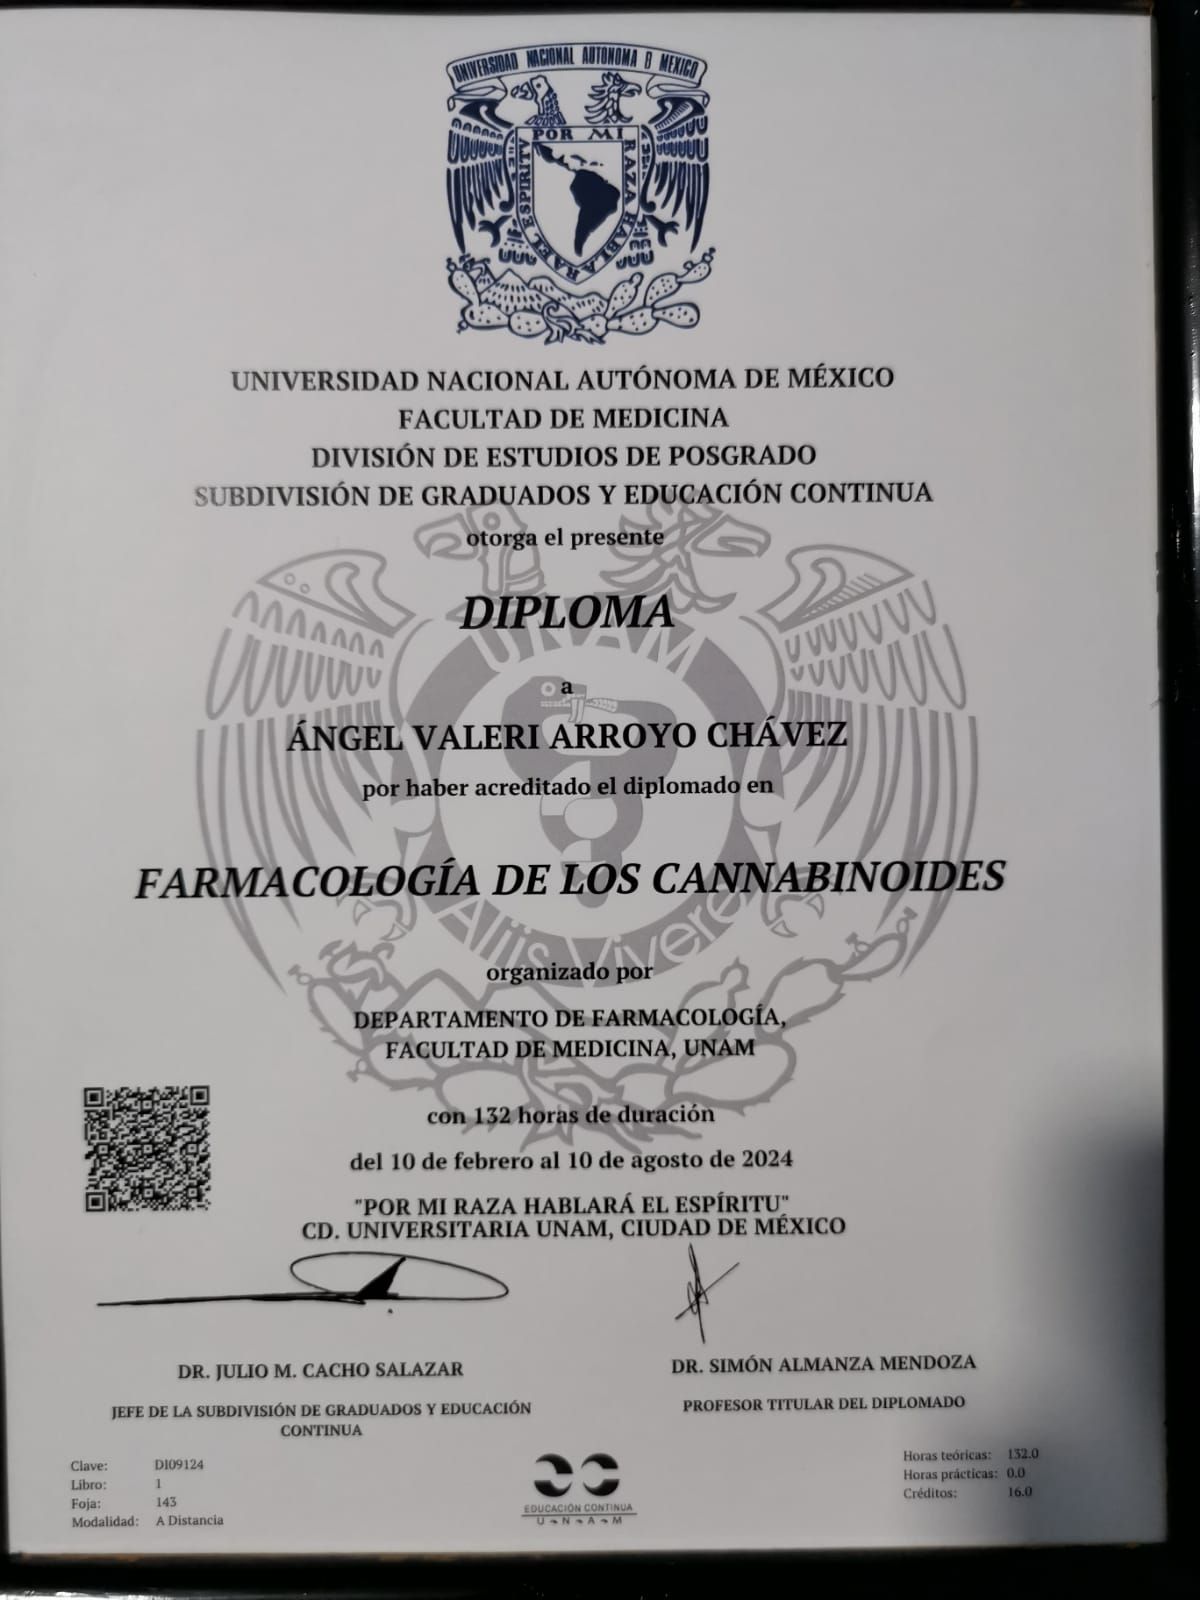 UNIVERSIDAD NACIONAL AUTONOMA D MEXICO
POR MI RAZA HABLARA EL ESPIRITV
UNIVERSIDAD NACIONAL AUTÓNOMA DE MÉXICO
FACULTAD DE MEDICINA
DIVISIÓN DE ESTUDIOS DE POSGRADO
SUBDIVISIÓN DE GRADUADOS Y EDUCACIÓN CONTINUA
otorga el presente
DIPLOMA
UNAM
a
ÁNGEL VALERI ARROYO CHÁVEZ
por haber acreditado el diplomado en
FARMACOLOGÍA DE LOS CANNABINOIDES
Aliis Vivere
organizado por
DEPARTAMENTO DE FARMACOLOGÍA,
FACULTAD DE MEDICINA, UNAM
con 132 horas de duración
del 10 de febrero al 10 de agosto de 2024
"POR MI RAZA HABLARÁ EL ESPÍRITU"
CD. UNIVERSITARIA UNAM, CIUDAD DE MÉXICO
DR. JULIO M. CACHO SALAZAR
JEFE DE LA SUBDIVISIÓN DE GRADUADOS Y EDUCACIÓN
CONTINUA
DR. SIMÓN ALMANZA MENDOZA
PROFESOR TITULAR DEL DIPLOMADO
Clave: DI09124
Libro: 1
Foja: 143
Modalidad: A Distancia
EDUCACIÓN CONTINUA
U N A M
Horas teóricas: 132.0
Horas prácticas: 0.0
Créditos: 16.0